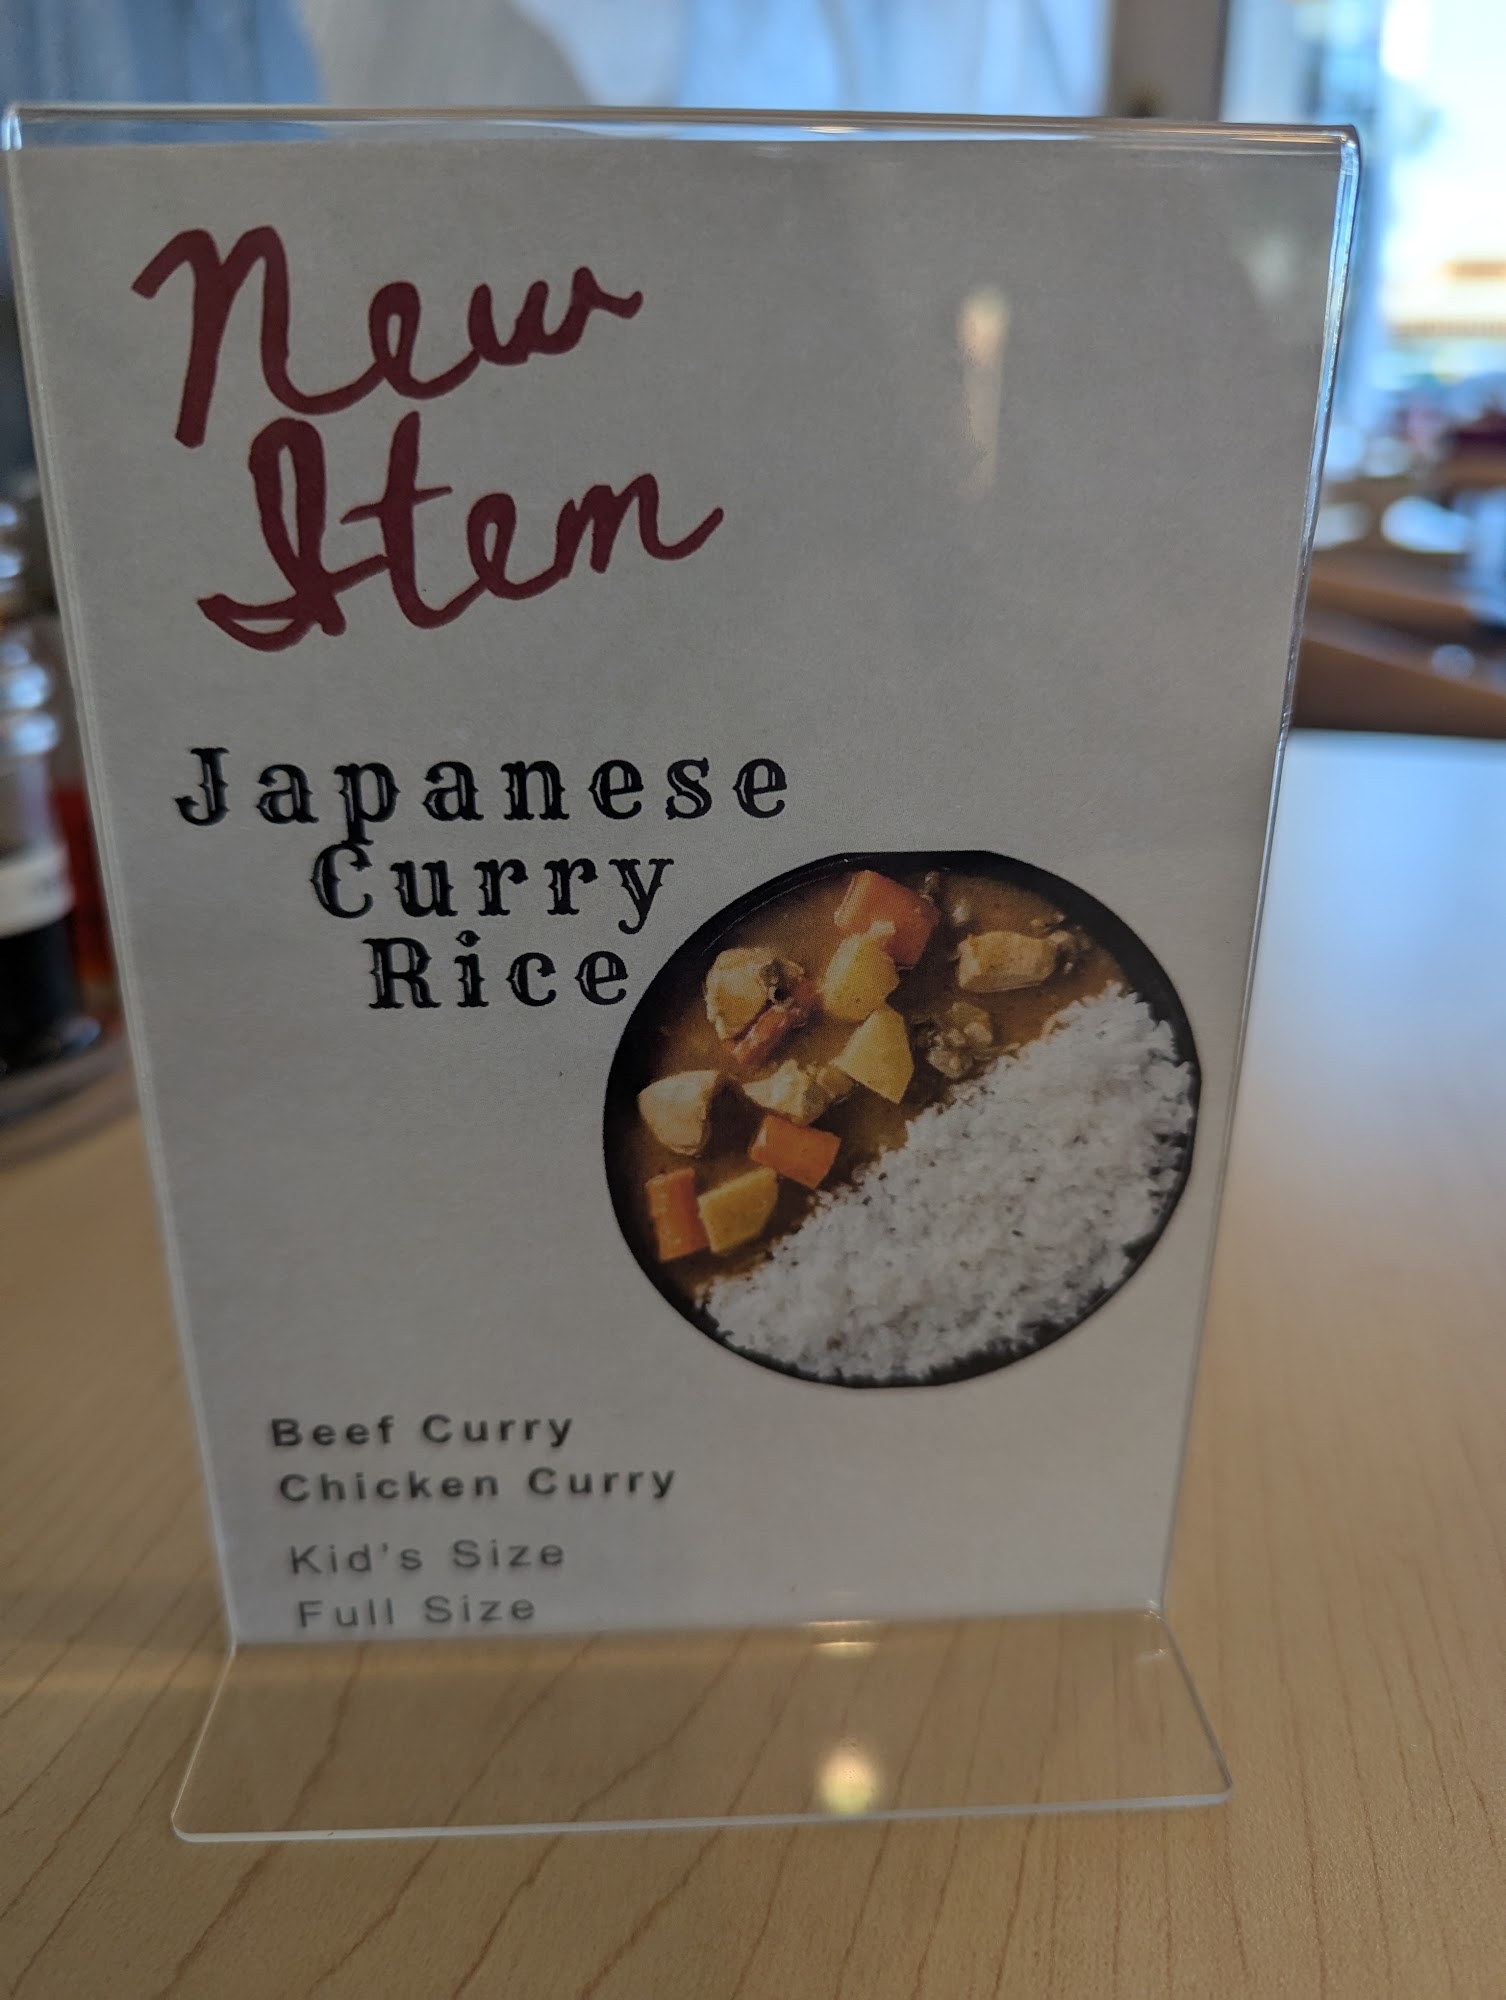 New
Item
Japanese
Curry
Rice
Beef Curry
Chicken Curry
Kid's Size
Full Size